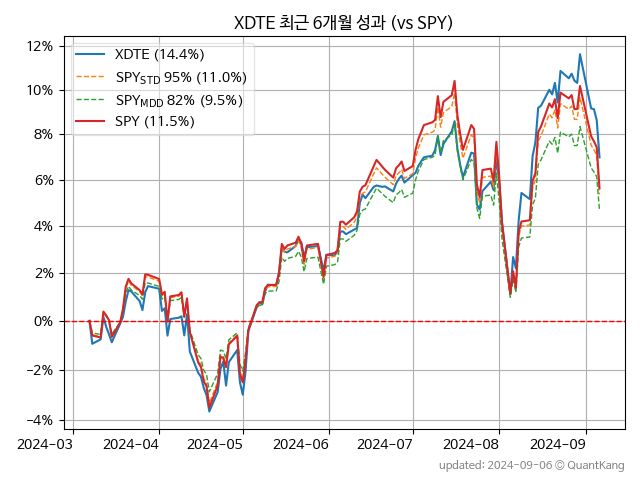 XDTE 최근 6개월 성과 (vs SPY)
XDTE (14.4%)
SPY_STD 95% (11.0%)
SPY_MDD 82% (9.5%)
SPY (11.5%)
12%
10%
8%
6%
4%
2%
0%
−2%
−4%
2024-03 2024-04 2024-05 2024-06 2024-07 2024-08 2024-09
updated: 2024-09-06 © QuantKang